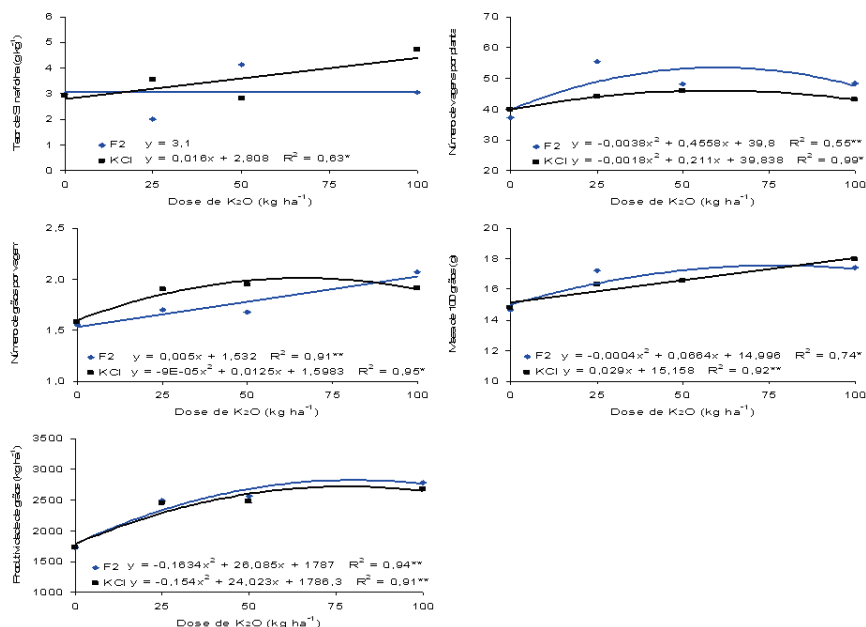 Teor de Si na folha (g kg⁻¹)
6
5
4
3
2
1
0
F2 y = 3,1
KCl y = 0,016x + 2,808 R² = 0,63*
0 25 50 100
Dose de K₂O (kg ha⁻¹)
Número de vagens por planta
70
60
50
40
30
20
F2 y = -0,0038x² + 0,4558x + 39,8 R² = 0,55**
KCl y = -0,0018x² + 0,211x + 39,838 R² = 0,99*
0 25 50 100
Dose de K₂O (kg ha⁻¹)
Número de grãos por vagem
2,5
2,0
1,5
1,0
F2 y = 0,005x + 1,532 R² = 0,91**
KCl y = -9E-05x² + 0,0125x + 1,5983 R² = 0,95*
0 25 50 100
Dose de K₂O (kg ha⁻¹)
Massa de 100 grãos (g)
20
18
16
14
12
10
F2 y = -0,0004x² + 0,0664x + 14,996 R² = 0,74*
KCl y = 0,029x + 15,158 R² = 0,92**
0 25 50 100
Dose de K₂O (kg ha⁻¹)
Produtividade de grãos (kg ha⁻¹)
3500
3000
2500
2000
1500
1000
F2 y = -0,1634x² + 26,085x + 1787 R² = 0,94**
KCl y = -0,154x² + 24,023x + 1786,3 R² = 0,91**
0 25 50 100
Dose de K₂O (kg ha⁻¹)